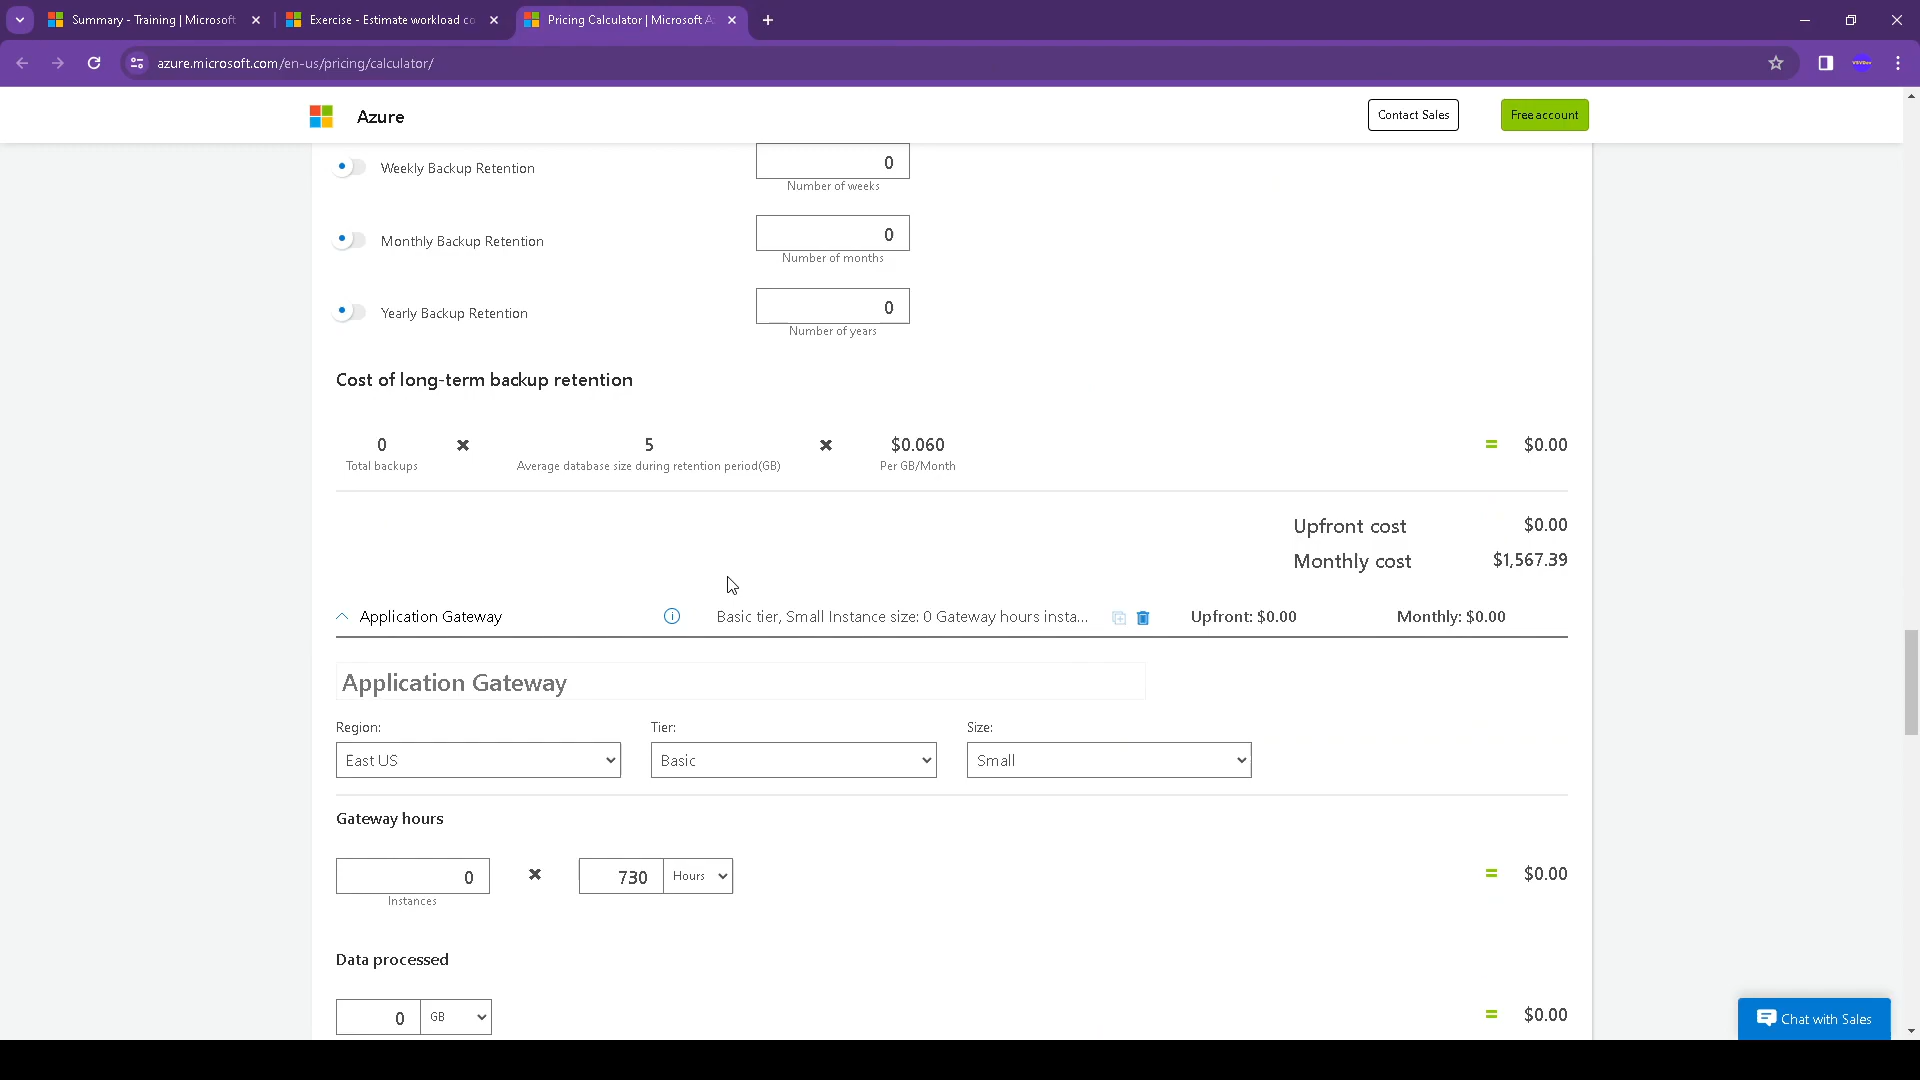 Summary - Training | Microsoft
Exercise - Estimate workload co
Pricing Calculator | Microsoft A
azure.microsoft.com/en-us/pricing/calculator/
Azure
Contact Sales
Free account
Weekly Backup Retention
0
Number of weeks
Monthly Backup Retention
0
Number of months
Yearly Backup Retention
0
Number of years
Cost of long-term backup retention
0 × 5 × $0.060 = $0.00
Total backups Average database size during retention period(GB) Per GB/Month
Upfront cost $0.00
Monthly cost $1,567.39
Application Gateway Basic tier, Small Instance size: 0 Gateway hours insta... Upfront: $0.00 Monthly: $0.00
Application Gateway
Region: Tier: Size:
East US Basic Small
Gateway hours
0 × 730 Hours = $0.00
Instances
Data processed
0 GB = $0.00
Chat with Sales